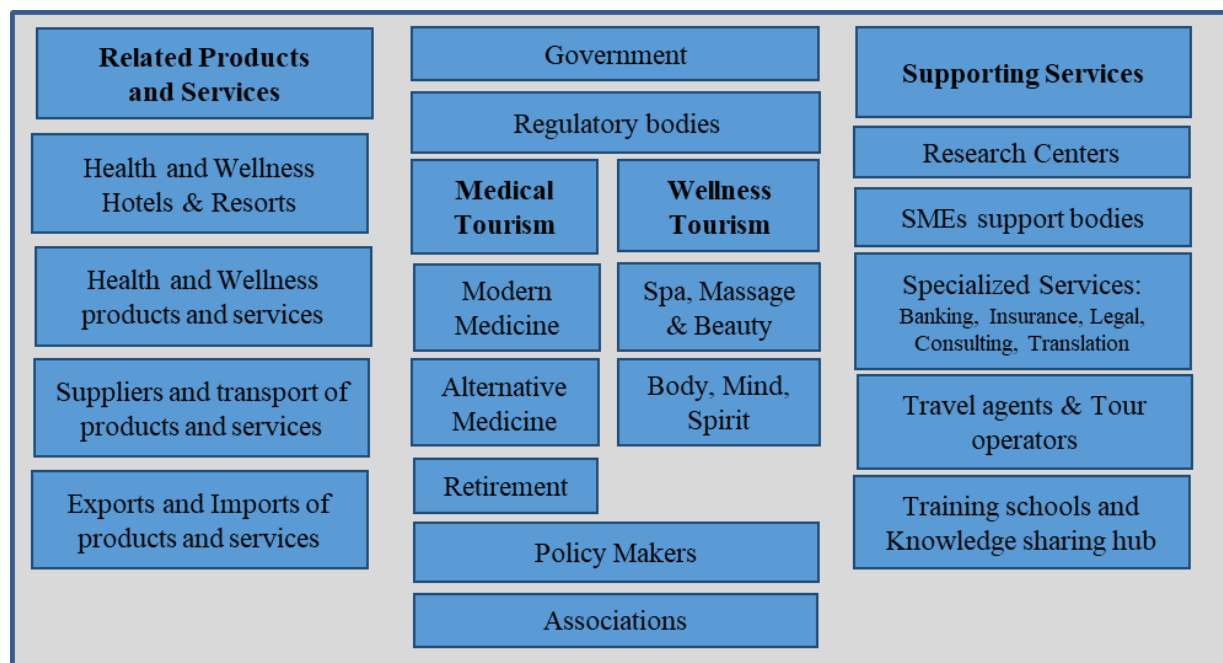 Related Products
and Services
Health and Wellness
Hotels & Resorts
Health and Wellness
products and services
Suppliers and transport of
products and services
Exports and Imports of
products and services
Government
Regulatory bodies
Medical
Tourism
Modern
Medicine
Alternative
Medicine
Retirement
Wellness
Tourism
Spa, Massage
& Beauty
Body, Mind,
Spirit
Policy Makers
Associations
Supporting Services
Research Centers
SMEs support bodies
Specialized Services:
Banking, Insurance, Legal,
Consulting, Translation
Travel agents & Tour
operators
Training schools and
Knowledge sharing hub